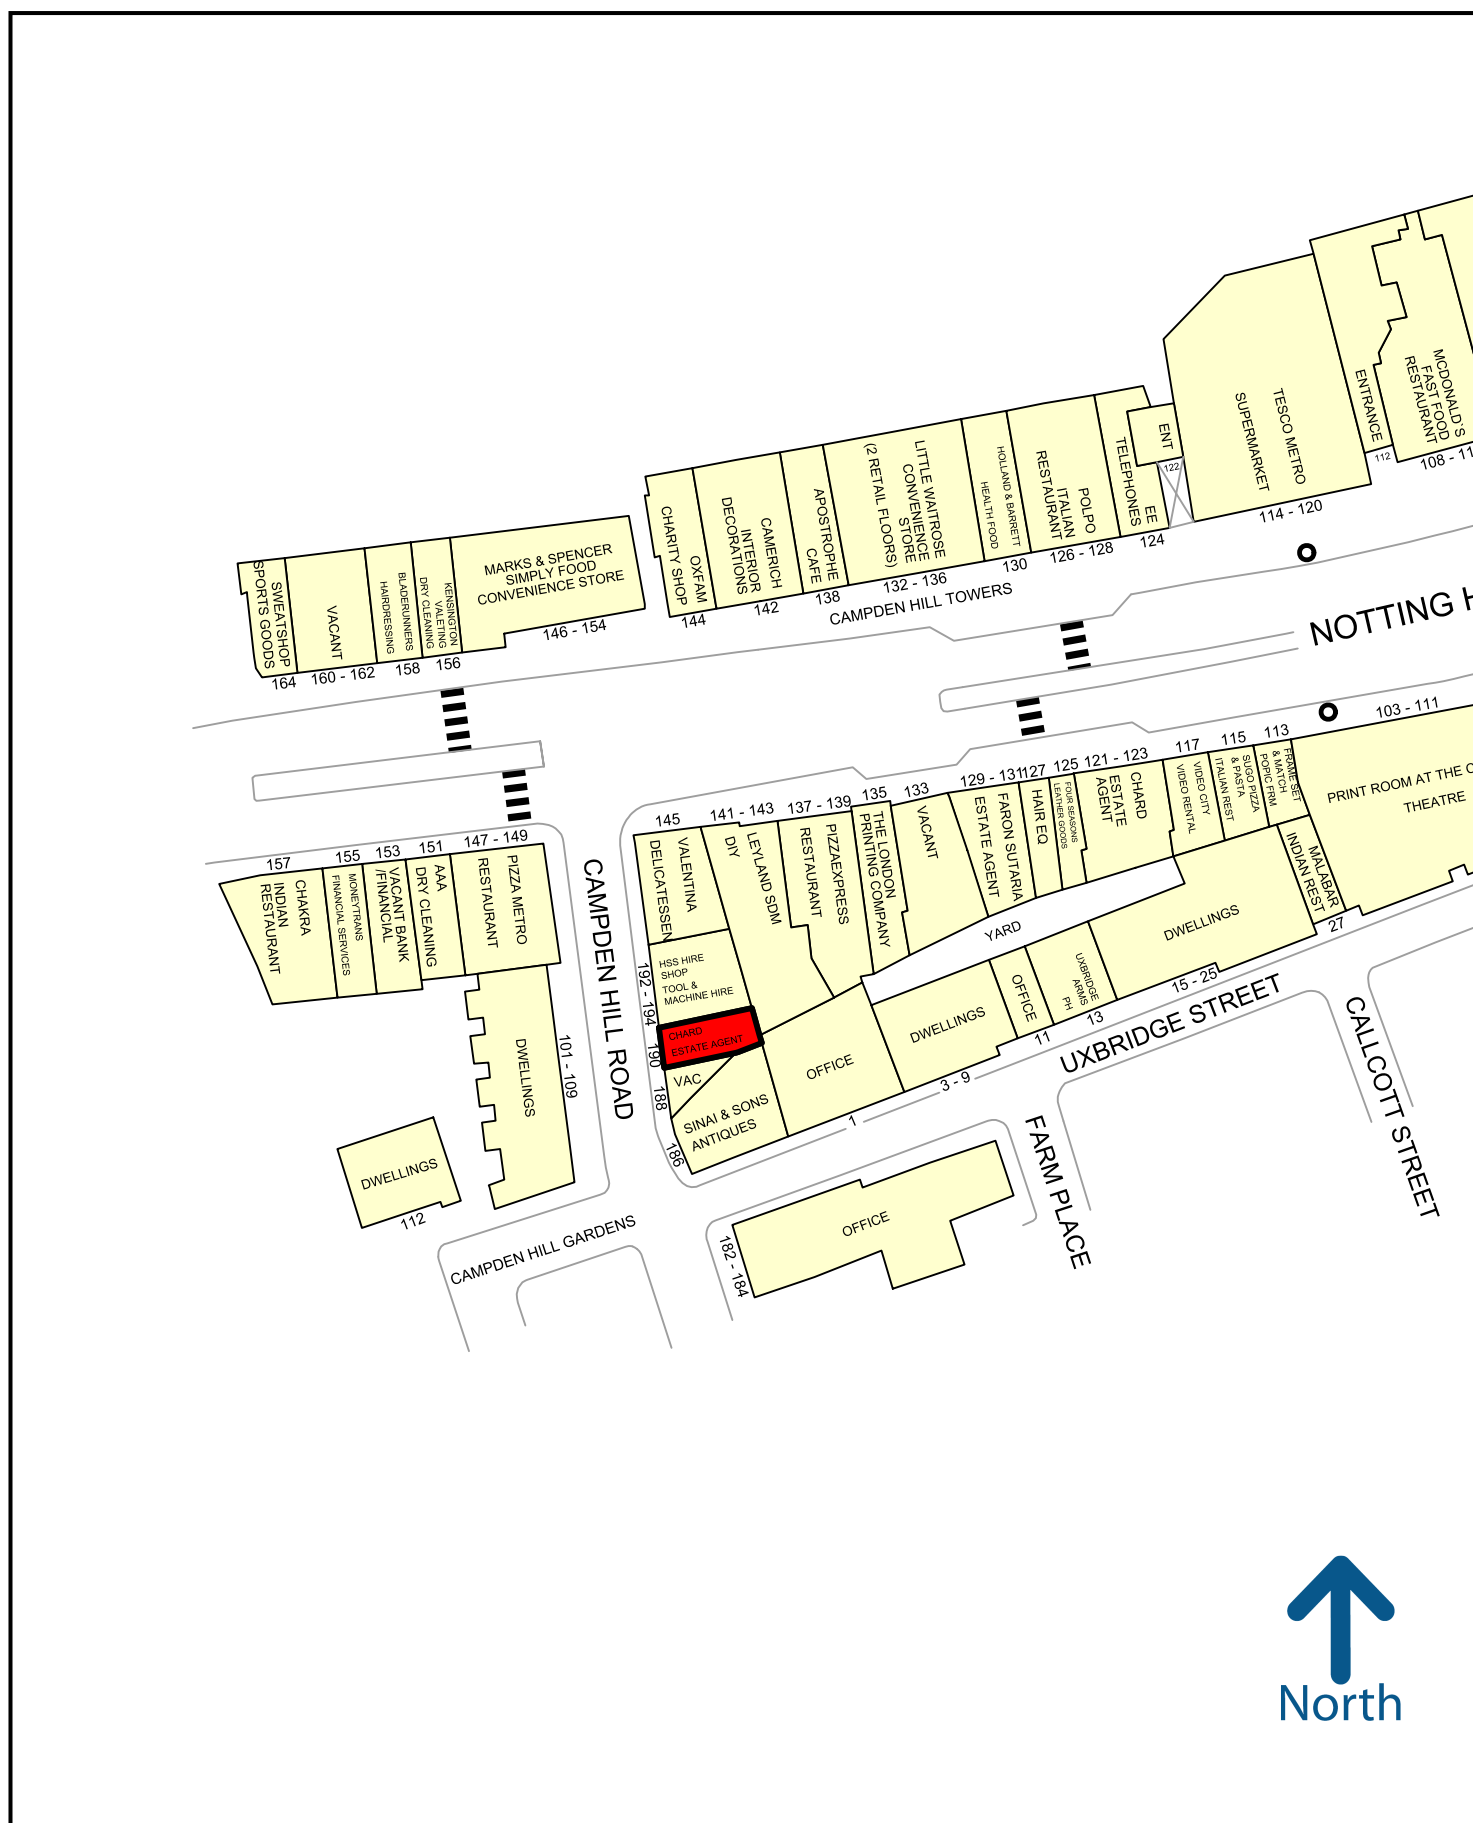 SWEATSHOP
SPORTS GOODS
164
VACANT
160 - 162
BLADERUNNERS
HAIRDRESSING
158
KENSINGTON
VALETING
DRY CLEANING
156
MARKS & SPENCER
SIMPLY FOOD
CONVENIENCE STORE
146 - 154
OXFAM
CHARITY SHOP
144
CAMERICH
INTERIOR
DECORATIONS
142
APOSTROPHE
CAFE
138
LITTLE WAITROSE
CONVENIENCE
STORE
(2 RETAIL FLOORS)
132 - 136
HOLLAND & BARRETT
HEALTH FOOD
130
POLPO
ITALIAN
RESTAURANT
126 - 128
EE
TELEPHONES
124
ENT
122
TESCO METRO
SUPERMARKET
114 - 120
ENTRANCE
112
MCDONALD`S
FAST FOOD
RESTAURANT
108 - 11
CAMPDEN HILL TOWERS
NOTTING H
157
CHAKRA
INDIAN
RESTAURANT
155
MONEYTRANS
FINANCIAL SERVICES
153
VACANT BANK
/FINANCIAL
151
AAA
DRY CLEANING
147 - 149
PIZZA METRO
RESTAURANT
CAMPDEN HILL ROAD
145
VALENTINA
DELICATESSEN
141 - 143
LEYLAND SDM
DIY
137 - 139
PIZZAEXPRESS
RESTAURANT
135
THE LONDON
PRINTING COMPANY
133
VACANT
129 - 131
FARON SUTARIA
ESTATE AGENT
127
HAIR EQ
125
FOUR SEASONS
LEATHER GOODS
121 - 123
CHARD
ESTATE
AGENT
117
VIDEO CITY
VIDEO RENTAL
115
SUGO PIZZA
& PASTA
ITALIAN REST
113
FRAME SET
& MATCH
POPIC FRM
103 - 111
PRINT ROOM AT THE C
THEATRE
MALABAR
INDIAN REST
27
YARD
DWELLINGS
15 - 25
UXBRIDGE
ARMS
PH
13
OFFICE
11
DWELLINGS
3 - 9
OFFICE
1
UXBRIDGE STREET
HSS HIRE
SHOP
TOOL &
MACHINE HIRE
192 - 194
CHARD
ESTATE AGENT
190
VAC
188
SINAI & SONS
ANTIQUES
186
DWELLINGS
101 - 109
DWELLINGS
112
CAMPDEN HILL GARDENS
OFFICE
182 - 184
FARM PLACE
CALLCOTT STREET
North